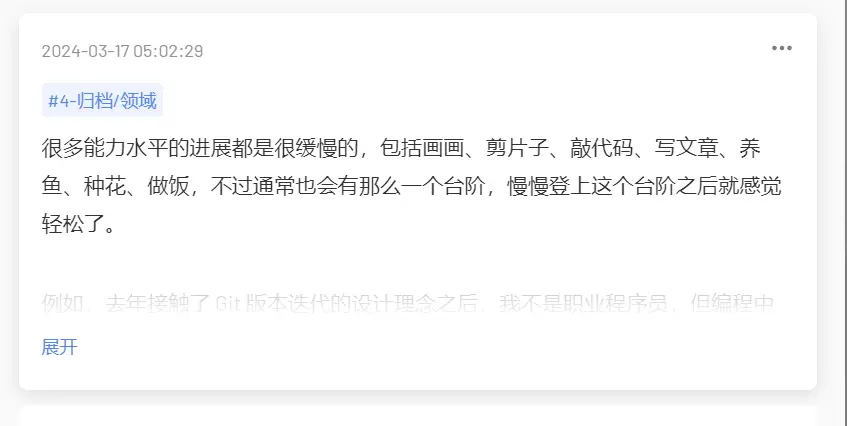 2024-03-17 05:02:29
#4-归档/领域
很多能力水平的进展都是很缓慢的，包括画画、剪片子、敲代码、写文章、养
鱼、种花、做饭，不过通常也会有那么一个台阶，慢慢登上这个台阶之后就感觉
轻松了。
例如，去年接触了 Git 版本迭代的设计理念之后，我不是职业程序员，但编程中
展开